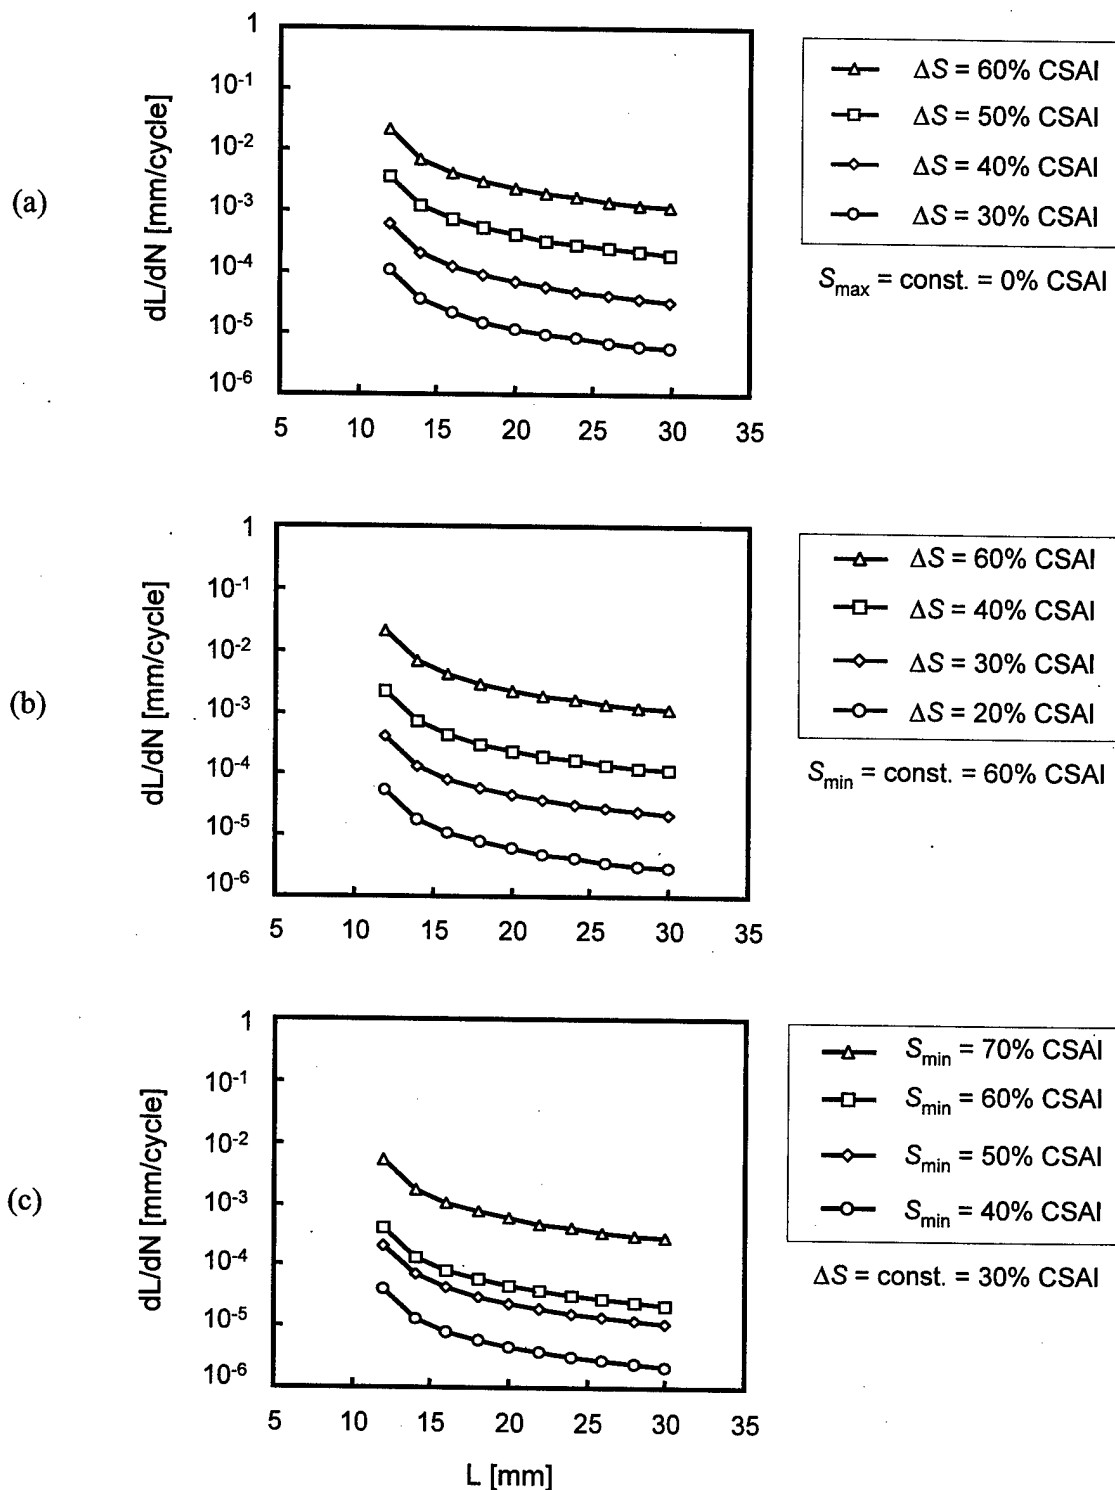 (a)
dL/dN [mm/cycle]
1
10-1
10-2
10-3
10-4
10-5
10-6
5 10 15 20 25 30 35
ΔS = 60% CSAI
ΔS = 50% CSAI
ΔS = 40% CSAI
ΔS = 30% CSAI
Smax = const. = 0% CSAI
(b)
dL/dN [mm/cycle]
1
10-1
10-2
10-3
10-4
10-5
10-6
5 10 15 20 25 30 35
ΔS = 60% CSAI
ΔS = 40% CSAI
ΔS = 30% CSAI
ΔS = 20% CSAI
Smin = const. = 60% CSAI
(c)
dL/dN [mm/cycle]
1
10-1
10-2
10-3
10-4
10-5
10-6
5 10 15 20 25 30 35
L [mm]
Smin = 70% CSAI
Smin = 60% CSAI
Smin = 50% CSAI
Smin = 40% CSAI
ΔS = const. = 30% CSAI